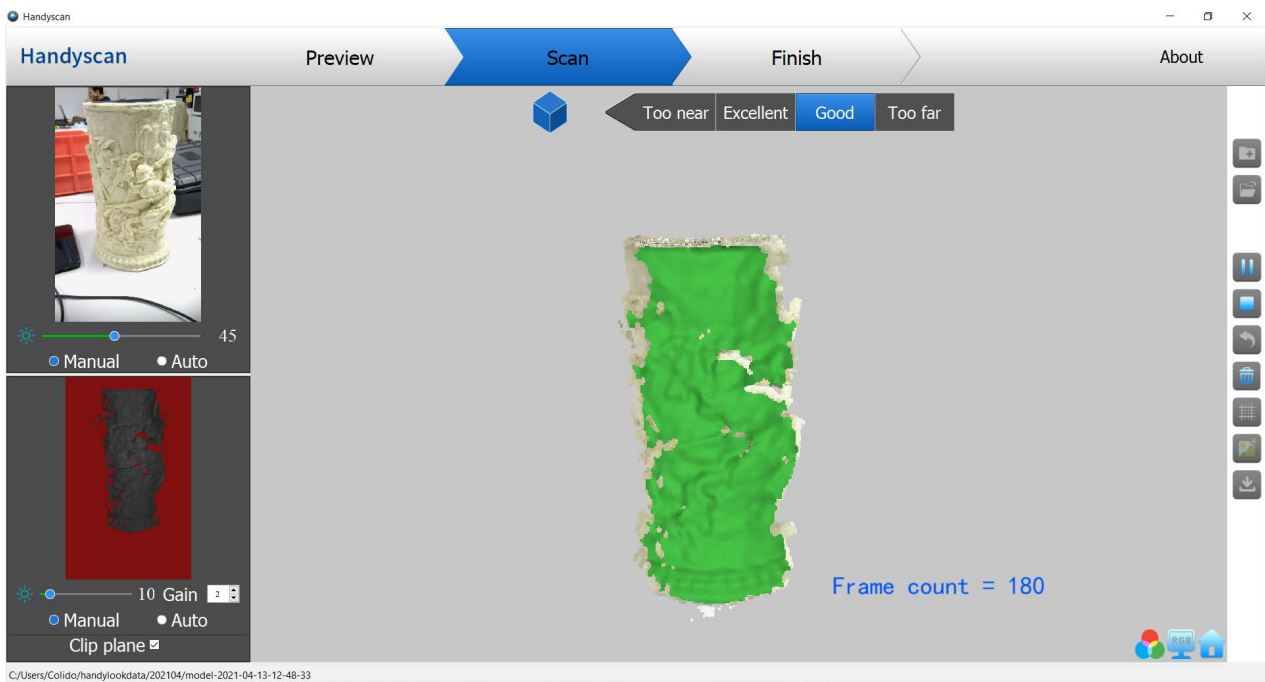 Handyscan
Handyscan Preview Scan Finish About
Too near Excellent Good Too far
45
Manual Auto
10 Gain 2
Manual Auto
Clip plane
Frame count = 180
RGB
C:/Users/Colido/handylookdata/202104/model-2021-04-13-12-48-33